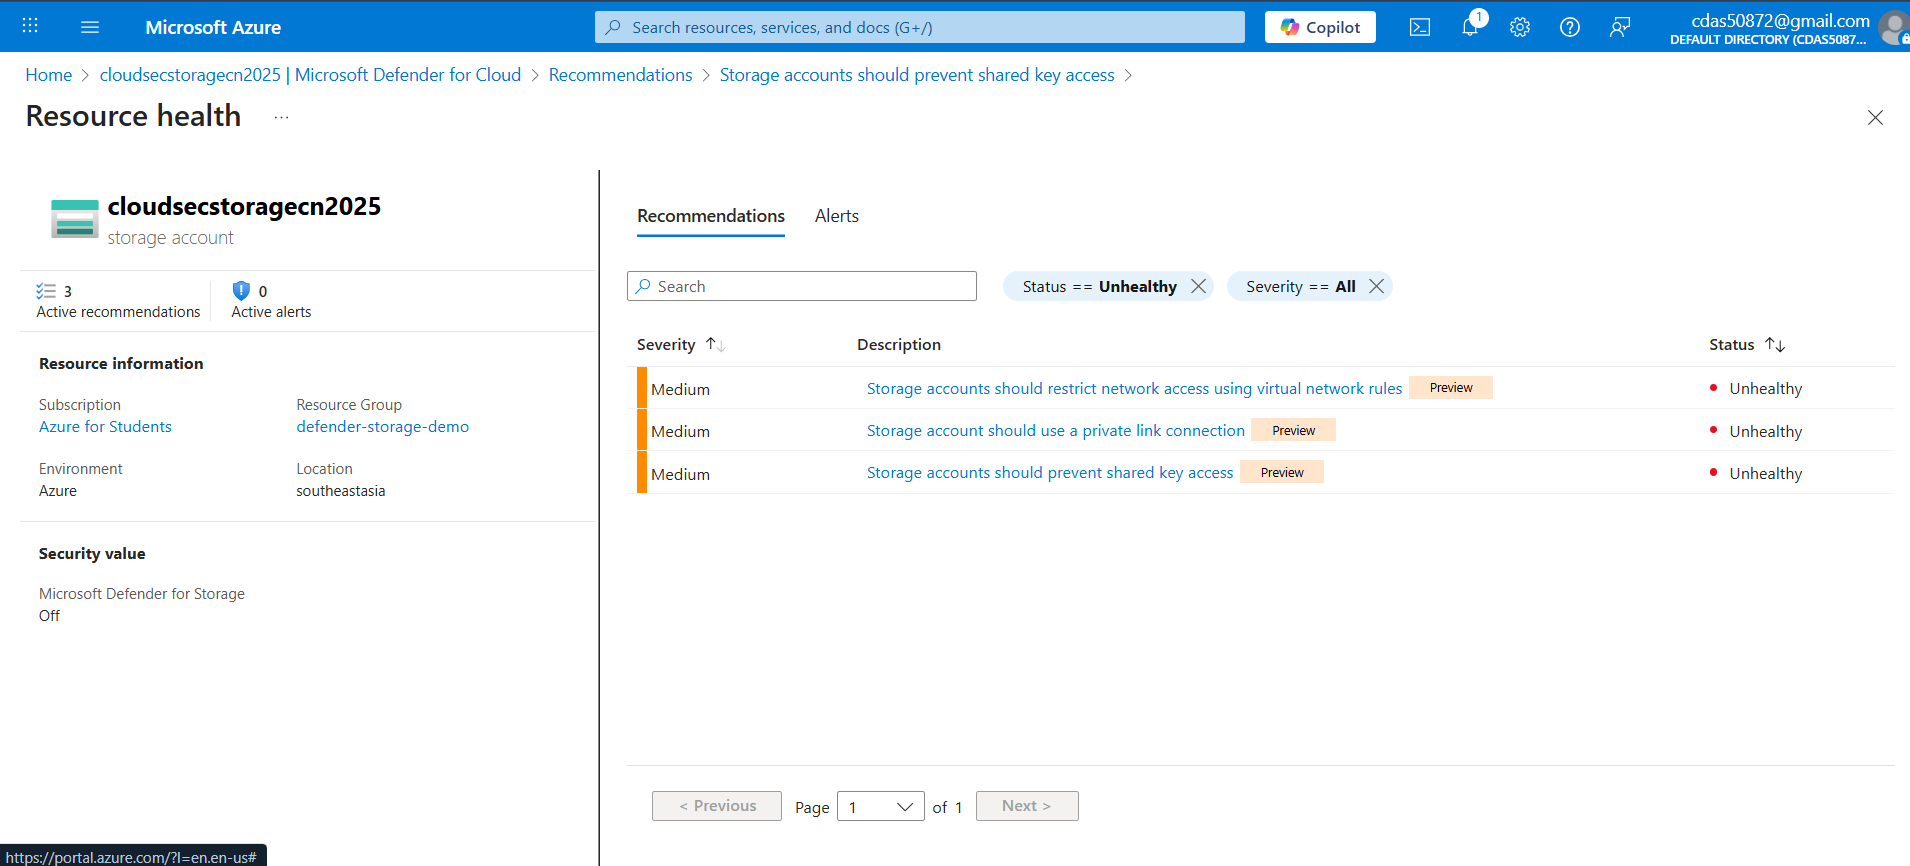 Microsoft Azure
Search resources, services, and docs (G+/)
Copilot
1
cdas50872@gmail.com
DEFAULT DIRECTORY (CDAS5087...
Home > cloudsecstoragecn2025 | Microsoft Defender for Cloud > Recommendations > Storage accounts should prevent shared key access >
Resource health ...
cloudsecstoragecn2025
storage account
3
Active recommendations
0
Active alerts
Resource information
Subscription
Azure for Students
Resource Group
defender-storage-demo
Environment
Azure
Location
southeastasia
Security value
Microsoft Defender for Storage
Off
Recommendations Alerts
Search
Status == Unhealthy
Severity == All
Severity Description Status
Medium Storage accounts should restrict network access using virtual network rules Preview Unhealthy
Medium Storage account should use a private link connection Preview Unhealthy
Medium Storage accounts should prevent shared key access Preview Unhealthy
< Previous Page 1 of 1 Next >
https://portal.azure.com/?l=en.en-us#